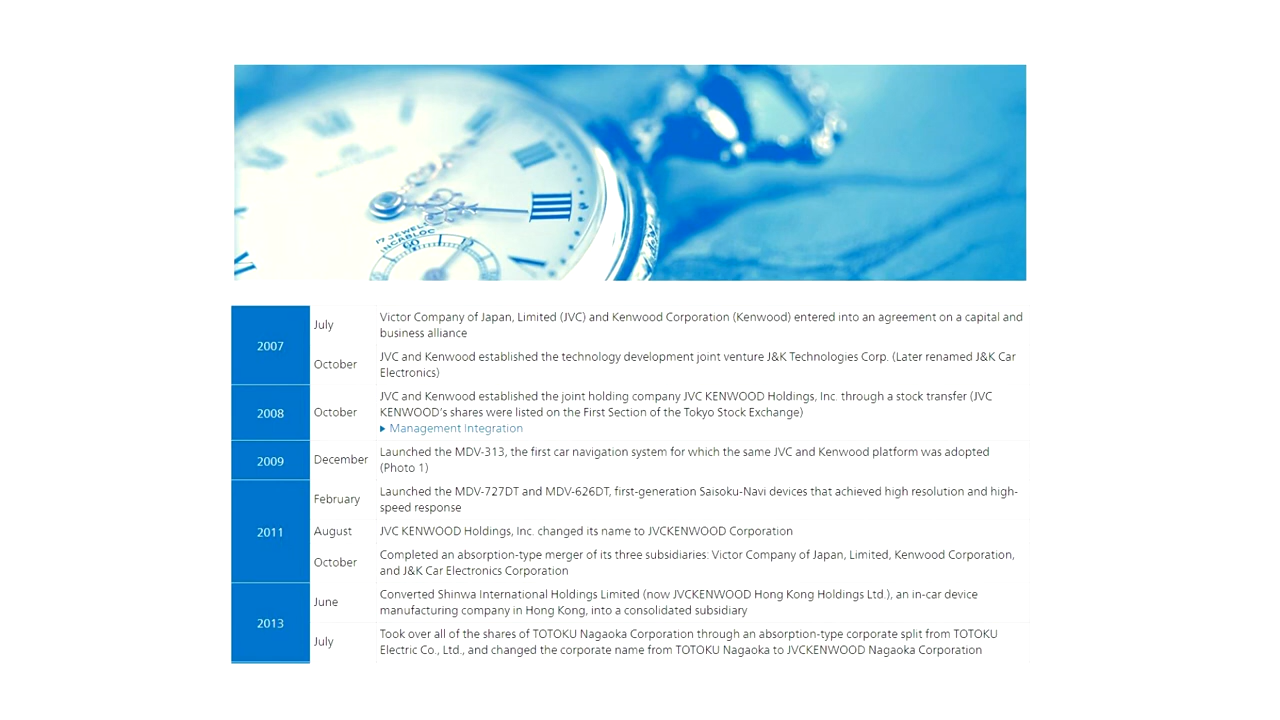 17 JEWELS
INCABLOC
60
2007
July
Victor Company of Japan, Limited (JVC) and Kenwood Corporation (Kenwood) entered into an agreement on a capital and
business alliance
October
JVC and Kenwood established the technology development joint venture J&K Technologies Corp. (Later renamed J&K Car
Electronics)
2008
October
JVC and Kenwood established the joint holding company JVC KENWOOD Holdings, Inc. through a stock transfer (JVC
KENWOOD's shares were listed on the First Section of the Tokyo Stock Exchange)
Management Integration
2009
December
Launched the MDV-313, the first car navigation system for which the same JVC and Kenwood platform was adopted
(Photo 1)
2011
February
Launched the MDV-727DT and MDV-626DT, first-generation Saisoku-Navi devices that achieved high resolution and high-
speed response
August
JVC KENWOOD Holdings, Inc. changed its name to JVCKENWOOD Corporation
October
Completed an absorption-type merger of its three subsidiaries: Victor Company of Japan, Limited, Kenwood Corporation,
and J&K Car Electronics Corporation
2013
June
Converted Shinwa International Holdings Limited (now JVCKENWOOD Hong Kong Holdings Ltd.), an in-car device
manufacturing company in Hong Kong, into a consolidated subsidiary
July
Took over all of the shares of TOTOKU Nagaoka Corporation through an absorption-type corporate split from TOTOKU
Electric Co., Ltd., and changed the corporate name from TOTOKU Nagaoka to JVCKENWOOD Nagaoka Corporation